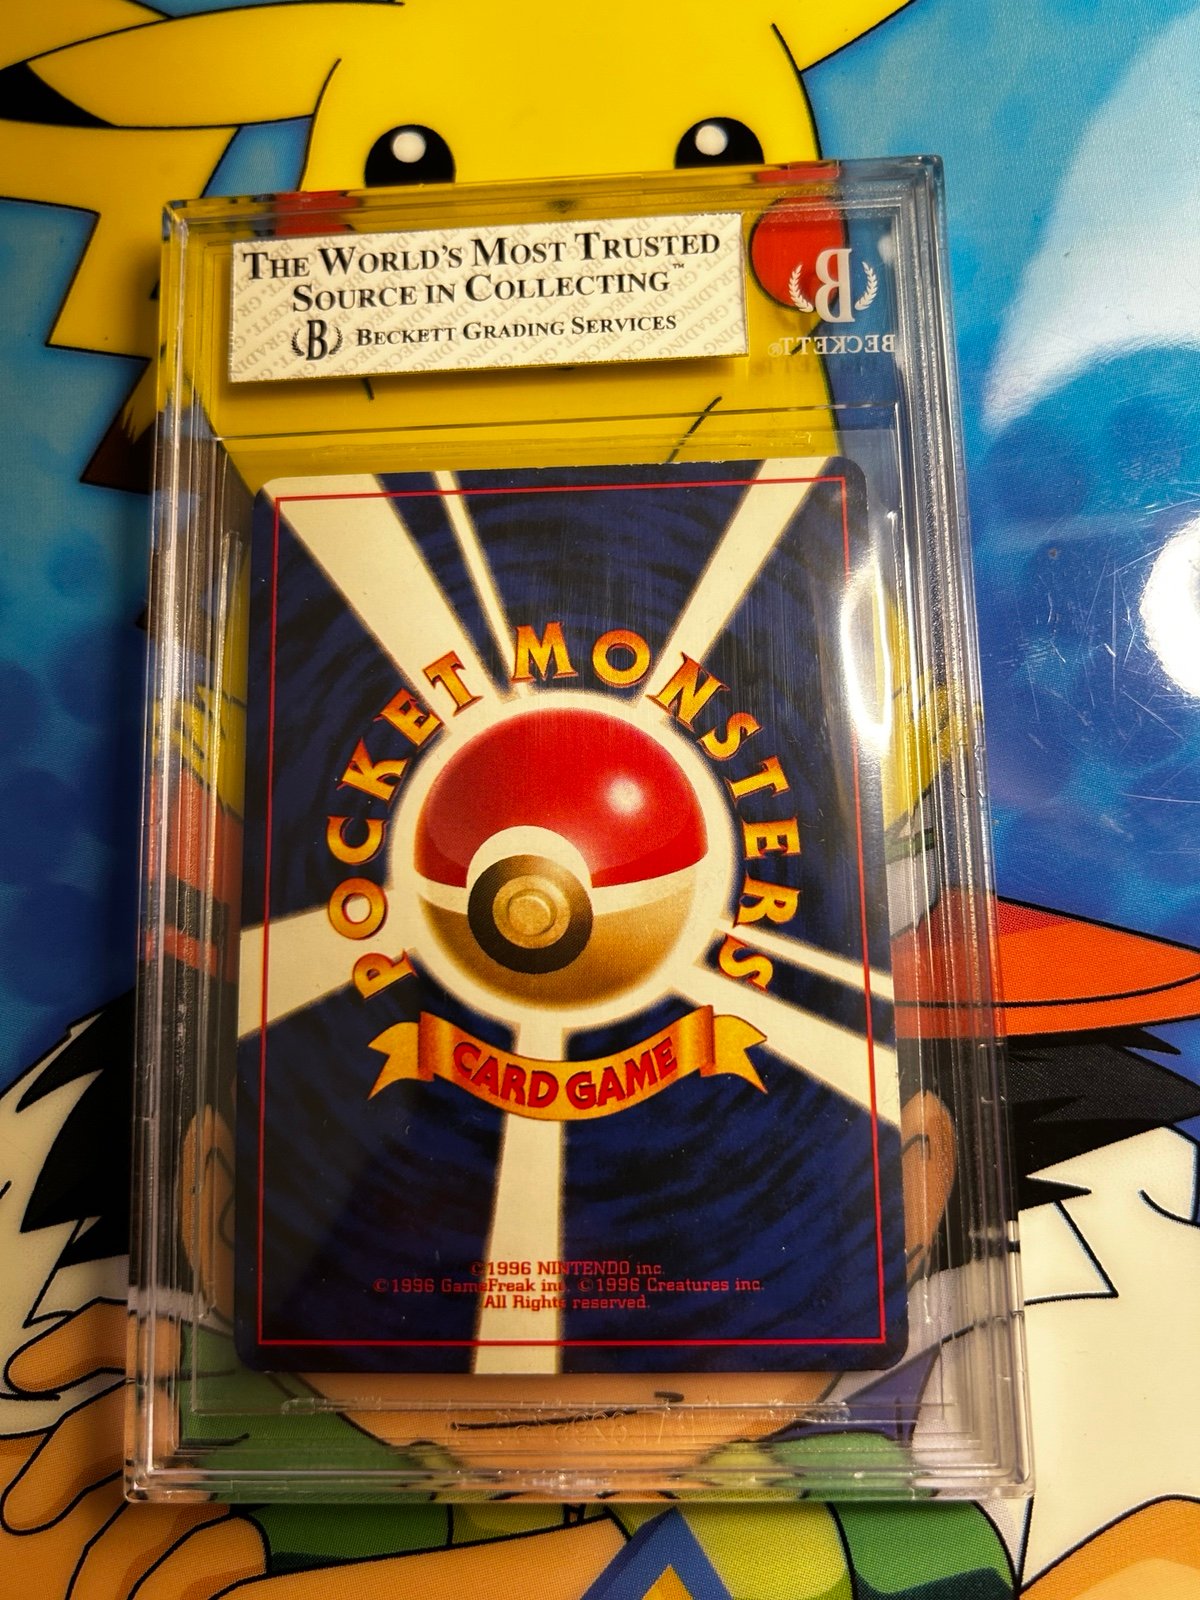 THE WORLD'S MOST TRUSTED
SOURCE IN COLLECTING™
B BECKETT GRADING SERVICES
B
BECKETT®
POCKET MONSTERS
CARD GAME
©1996 NINTENDO inc.
©1996 GameFreak inc. ©1996 Creatures inc.
All Rights reserved.